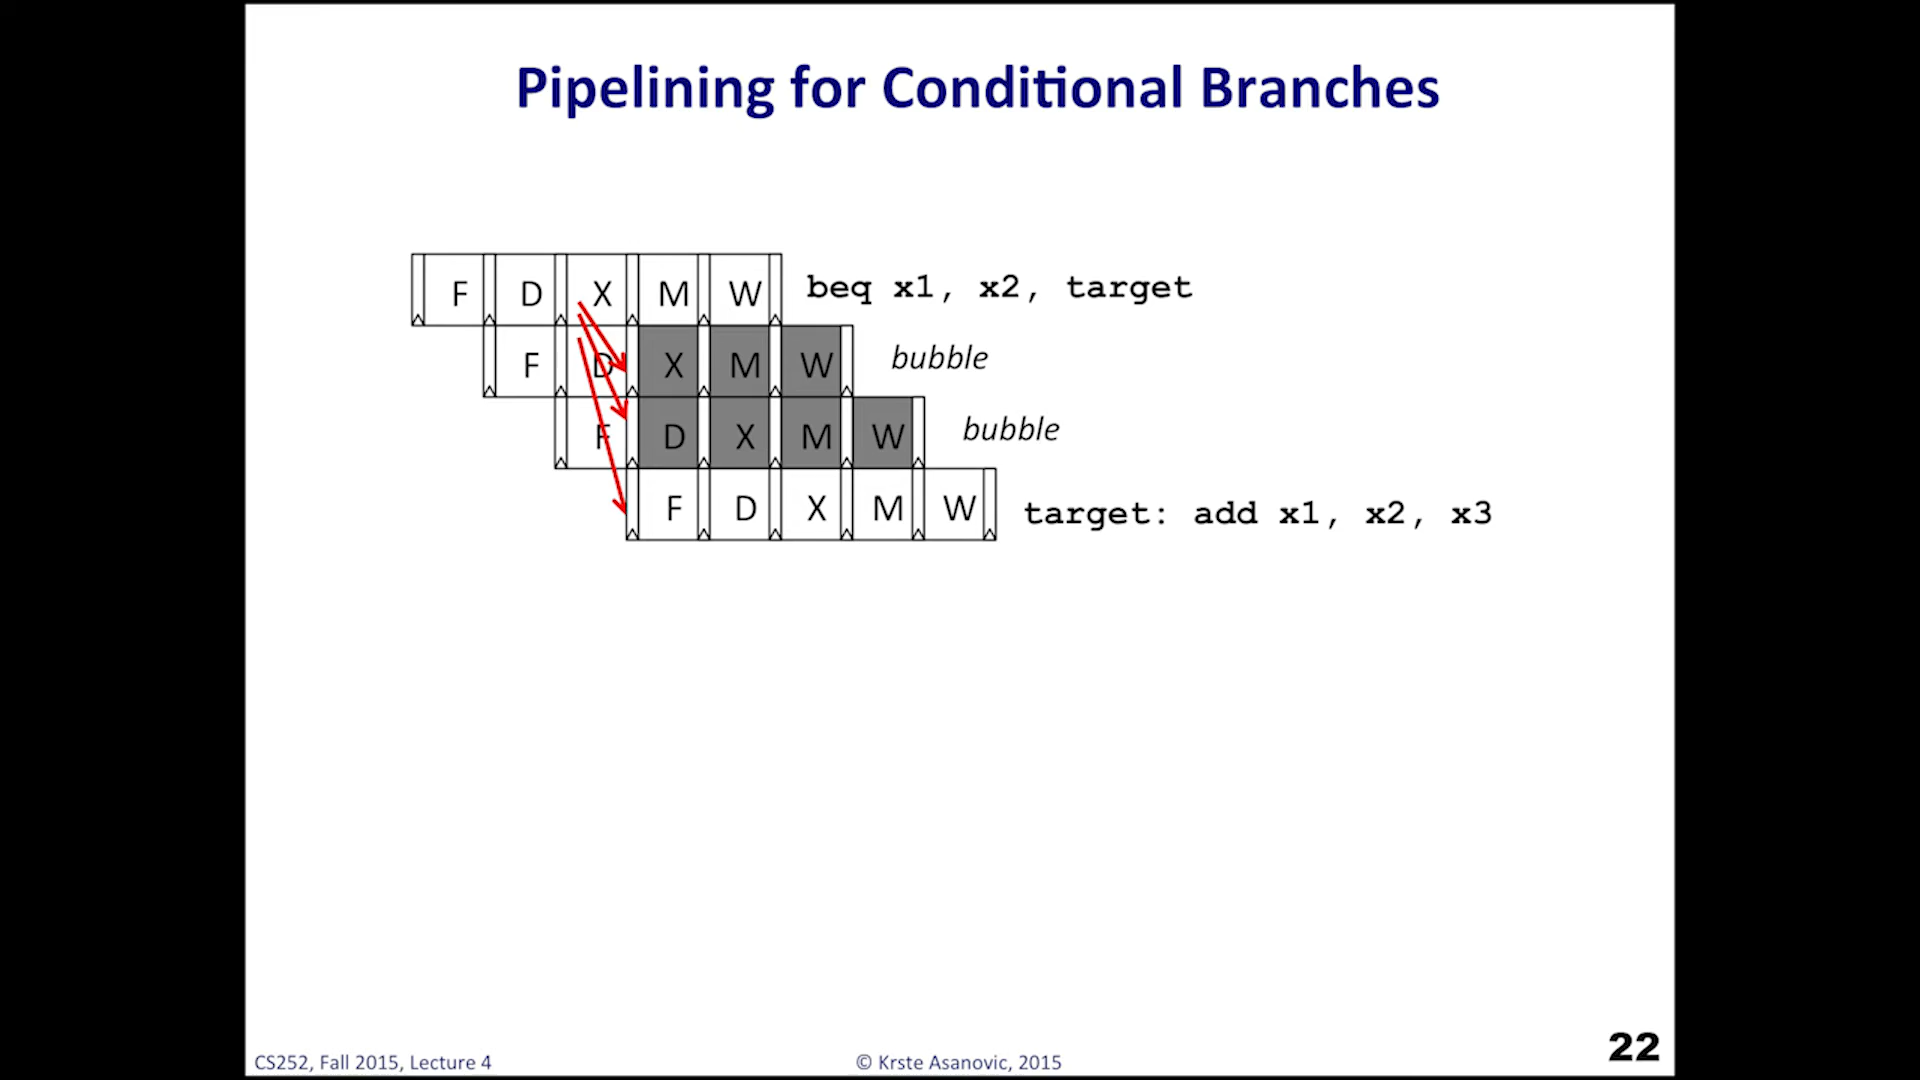 Pipelining for Conditional Branches
F D X M W beq x1, x2, target
F D X M W bubble
F D X M W bubble
F D X M W target: add x1, x2, x3
CS252, Fall 2015, Lecture 4
© Krste Asanovic, 2015
22